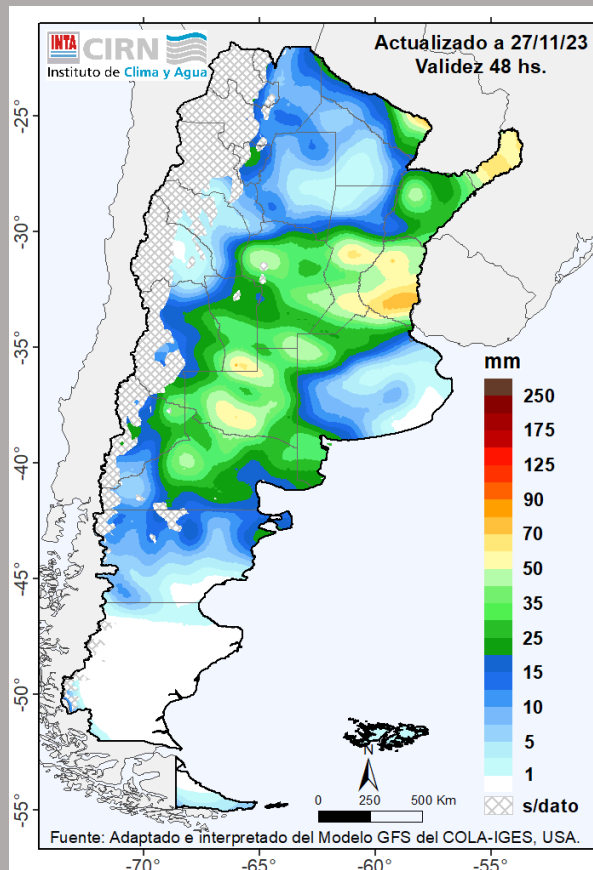 INTA CIRN
Instituto de Clima y Agua
Actualizado a 27/11/23
Validez 48 hs.
-25°
-30°
-35°
-40°
-45°
-50°
-55°
mm
250
175
125
90
70
50
35
25
15
10
5
1
s/dato
N
0 250 500 Km
Fuente: Adaptado e interpretado del Modelo GFS del COLA-IGES, USA.
-70° -65° -60° -55°